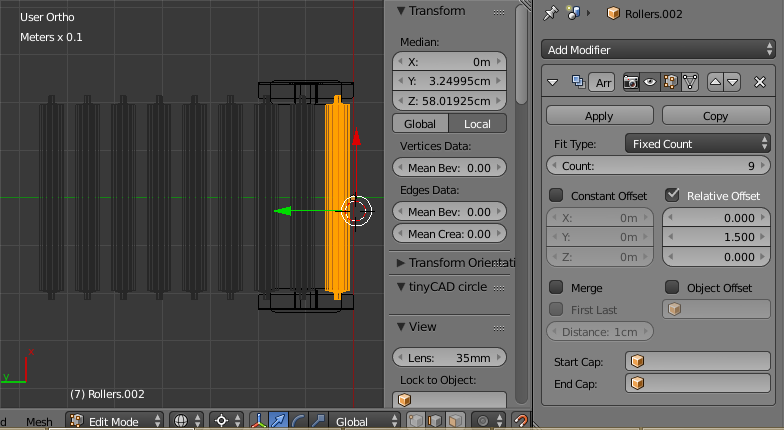 User Ortho
Meters x 0.1
x
y
(7) Rollers.002
d Mesh Edit Mode Global
Transform
Median:
X: 0m
Y: 3.24995cm
Z: 58.01925cm
Global Local
Vertices Data:
Mean Bev: 0.00
Edges Data:
Mean Bev: 0.00
Mean Crea: 0.00
Transform Orientati
tinyCAD circle
View
Lens: 35mm
Lock to Object:
Rollers.002
Add Modifier
Arr
Apply Copy
Fit Type: Fixed Count
Count: 9
Constant Offset Relative Offset
X: 0m 0.000
Y: 0m 1.500
Z: 0m 0.000
Merge Object Offset
First Last
Distance: 1cm
Start Cap:
End Cap: